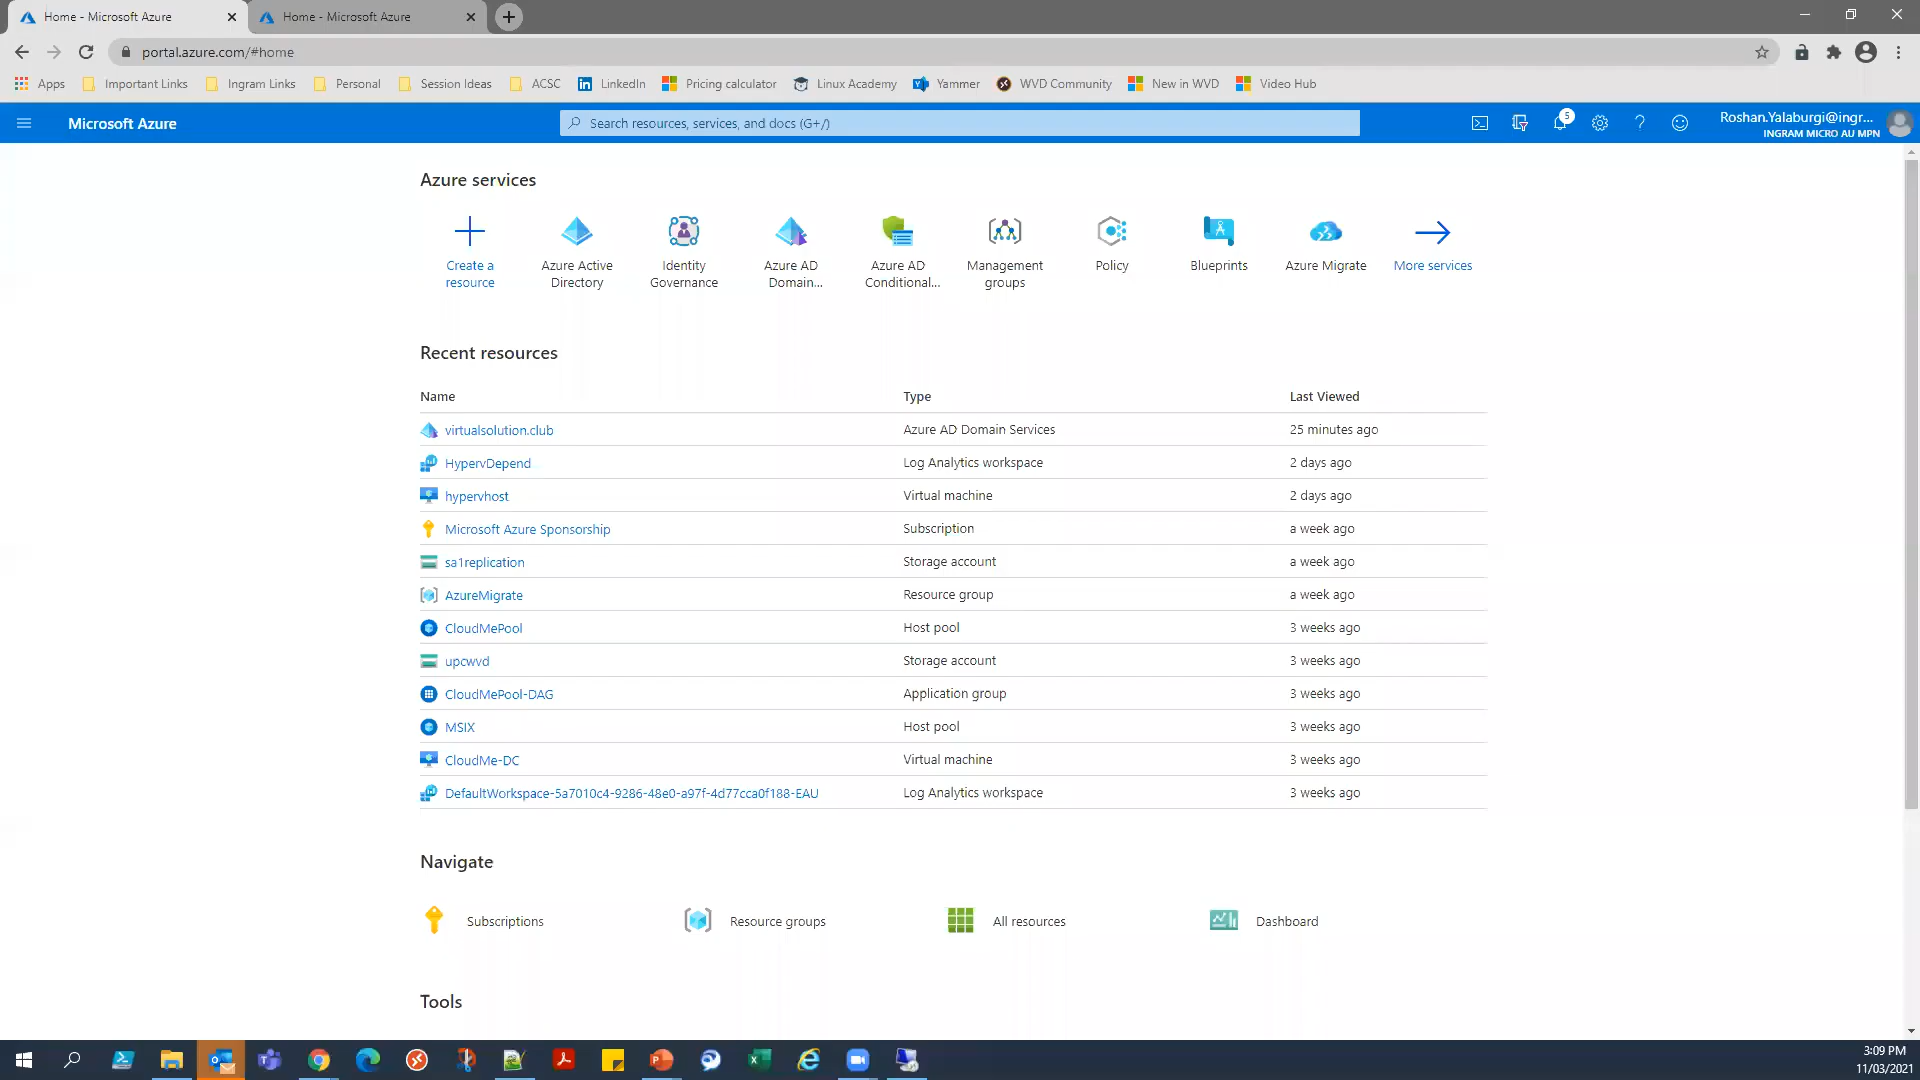 Home - Microsoft Azure
Home - Microsoft Azure
portal.azure.com/#home
Apps
Important Links
Ingram Links
Personal
Session Ideas
ACSC
LinkedIn
Pricing calculator
Linux Academy
Yammer
WVD Community
New in WVD
Video Hub
Microsoft Azure
Search resources, services, and docs (G+/)
5
Roshan.Yalaburgi@ingr...
INGRAM MICRO AU MPN
Azure services
Create a
resource
Azure Active
Directory
Identity
Governance
Azure AD
Domain...
Azure AD
Conditional...
Management
groups
Policy
Blueprints
Azure Migrate
More services
Recent resources
Name Type Last Viewed
virtualsolution.club Azure AD Domain Services 25 minutes ago
HypervDepend Log Analytics workspace 2 days ago
hypervhost Virtual machine 2 days ago
Microsoft Azure Sponsorship Subscription a week ago
sa1replication Storage account a week ago
AzureMigrate Resource group a week ago
CloudMePool Host pool 3 weeks ago
upcwvd Storage account 3 weeks ago
CloudMePool-DAG Application group 3 weeks ago
MSIX Host pool 3 weeks ago
CloudMe-DC Virtual machine 3 weeks ago
DefaultWorkspace-5a7010c4-9286-48e0-a97f-4d77cca0f188-EAU Log Analytics workspace 3 weeks ago
Navigate
Subscriptions
Resource groups
All resources
Dashboard
Tools
3:09 PM
11/03/2021